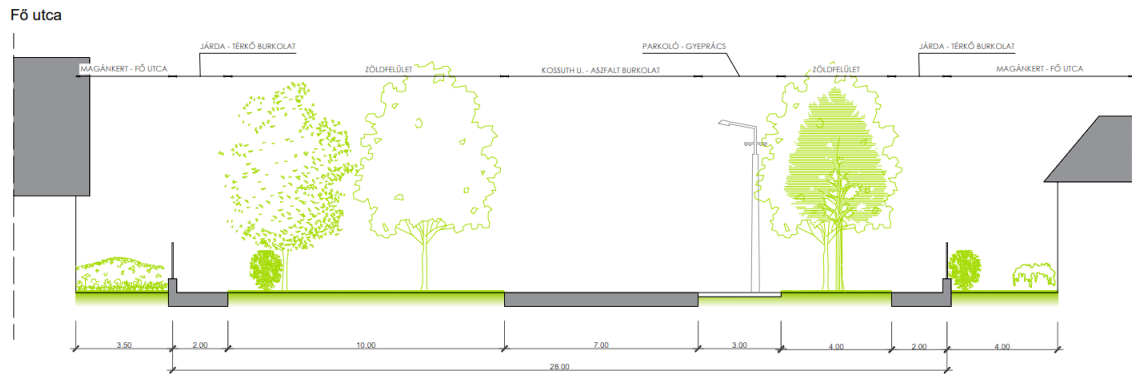 Fő utca
JÁRDA - TÉRKŐ BURKOLAT
PARKOLÓ - GYEPRÁCS
JÁRDA - TÉRKŐ BURKOLAT
MAGÁNKERT - FŐ UTCA
ZÖLDFELÜLET
KOSSUTH U. - ASZFALT BURKOLAT
ZÖLDFELÜLET
MAGÁNKERT - FŐ UTCA
3.50
2.00
10.00
7.00
3.00
4.00
2.00
4.00
28.00